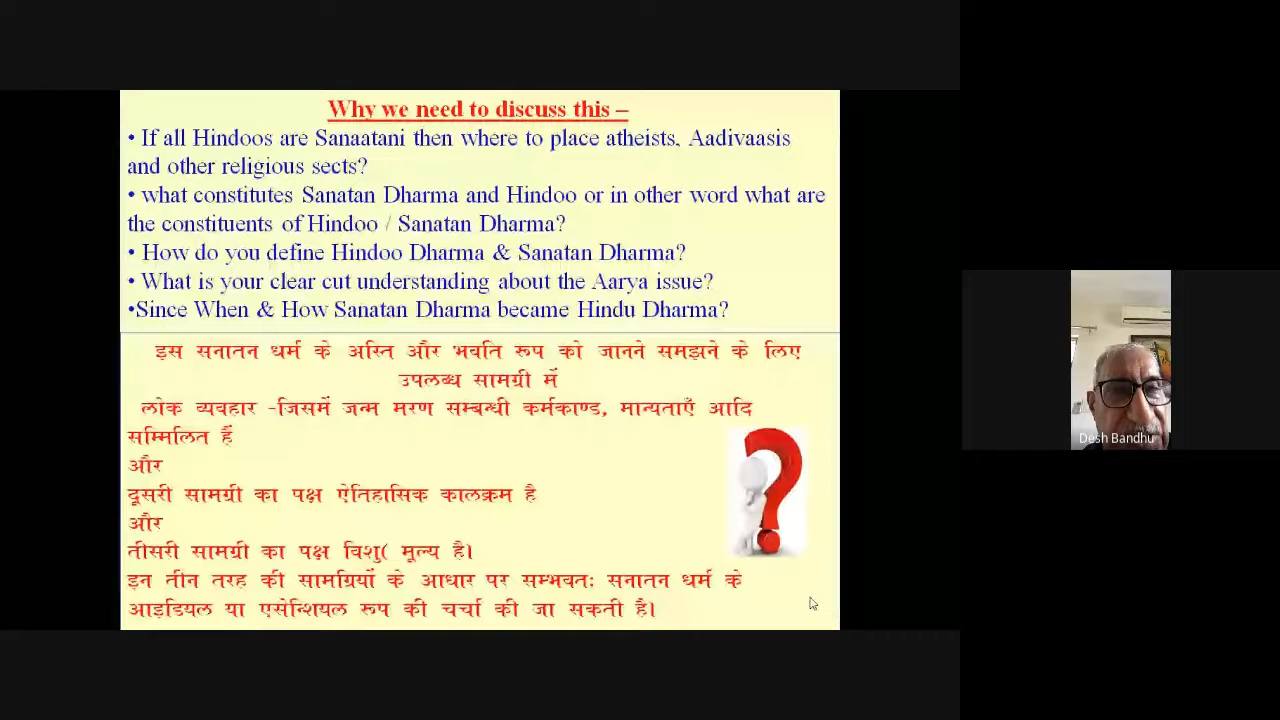 Why we need to discuss this –
• If all Hindoos are Sanaatani then where to place atheists, Aadivaasis
and other religious sects?
• what constitutes Sanatan Dharma and Hindoo or in other word what are
the constituents of Hindoo / Sanatan Dharma?
• How do you define Hindoo Dharma & Sanatan Dharma?
• What is your clear cut understanding about the Aarya issue?
•Since When & How Sanatan Dharma became Hindu Dharma?
इस सनातन धर्म के अस्ति और भवति रूप को जानने समझने के लिए
उपलब्ध सामग्री में
लोक व्यवहार -जिसमें जन्म मरण सम्बन्धी कर्मकाण्ड, मान्यताएँ आदि
सम्मिलित हैं
और
दूसरी सामग्री का पक्ष ऐतिहासिक कालक्रम है
और
तीसरी सामग्री का पक्ष विशु( मूल्य है।
इन तीन तरह की सामग्रियों के आधार पर सम्भवतः सनातन धर्म के
आइडियल या एसेन्शियल रूप की चर्चा की जा सकती है।
Desh Bandhu